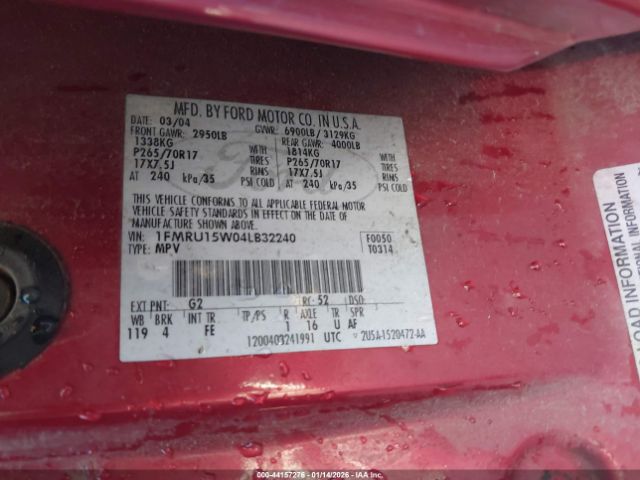 MFD. BY FORD MOTOR CO. IN U.S.A.
DATE: 03/04 GVWR: 6900LB/3129KG
FRONT GAWR: 2950LB REAR GAWR: 4000LB
1338KG WITH 1814KG WITH
P265/70R17 TIRES P265/70R17 TIRES
17X7.5J RIMS 17X7.5J RIMS
AT 240 kPa/35 PSI COLD AT 240 kPa/35 PSI COLD
THIS VEHICLE CONFORMS TO ALL APPLICABLE FEDERAL MOTOR
VEHICLE SAFETY STANDARDS IN EFFECT ON THE DATE OF
MANUFACTURE SHOWN ABOVE.
VIN: 1FMRU15W04LB32240 F0050
TYPE: MPV T0314
EXT PNT: G2 RC: 52 DSO:
WB BRK INT TR TP/PS R AXLE TR SPR
119 4 FE 1 16 U AF
1200403241991 UTC 2U5A-1520472-AA
LOAD INFORMATION
000-44157276 - 01/14/2026 - IAAI.COM